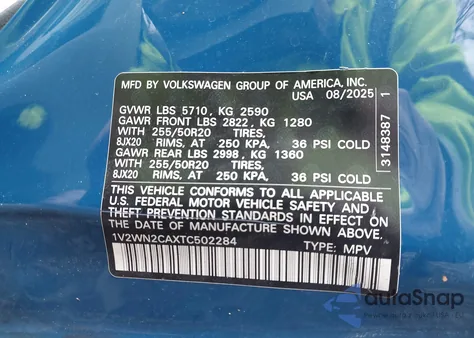 MFD BY VOLKSWAGEN GROUP OF AMERICA, INC.
USA 08/2025
GVWR LBS 5710, KG 2590
GAWR FRONT LBS 2822, KG 1280
WITH 255/50R20 TIRES,
8JX20 RIMS, AT 250 KPA, 36 PSI COLD
GAWR REAR LBS 2998, KG 1360
WITH 255/50R20 TIRES,
8JX20 RIMS, AT 250 KPA, 36 PSI COLD
THIS VEHICLE CONFORMS TO ALL APPLICABLE
U.S. FEDERAL MOTOR VEHICLE SAFETY AND
THEFT PREVENTION STANDARDS IN EFFECT ON
THE DATE OF MANUFACTURE SHOWN ABOVE.
1V2WN2CAXTC502284 TYPE: MPV
3148387 1
autoSnap